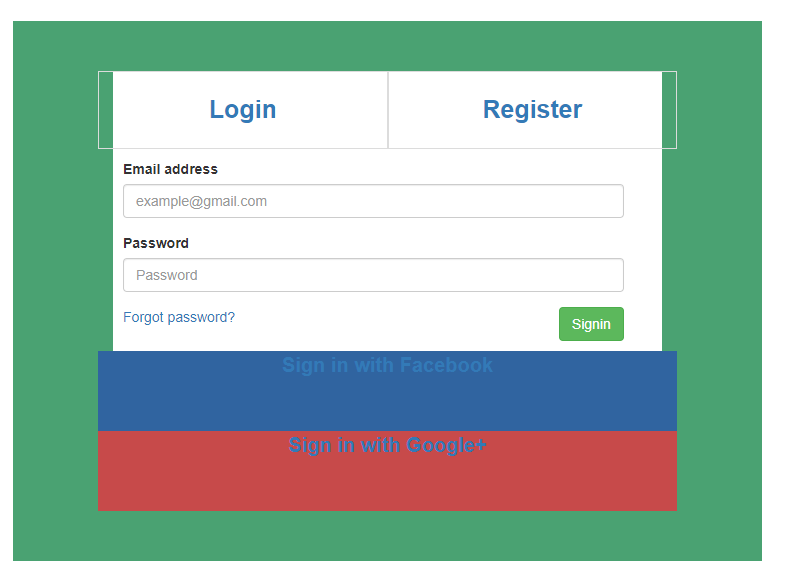 Login
Register
Email address
example@gmail.com
Password
Password
Forgot password?
Signin
Sign in with Facebook
Sign in with Google+